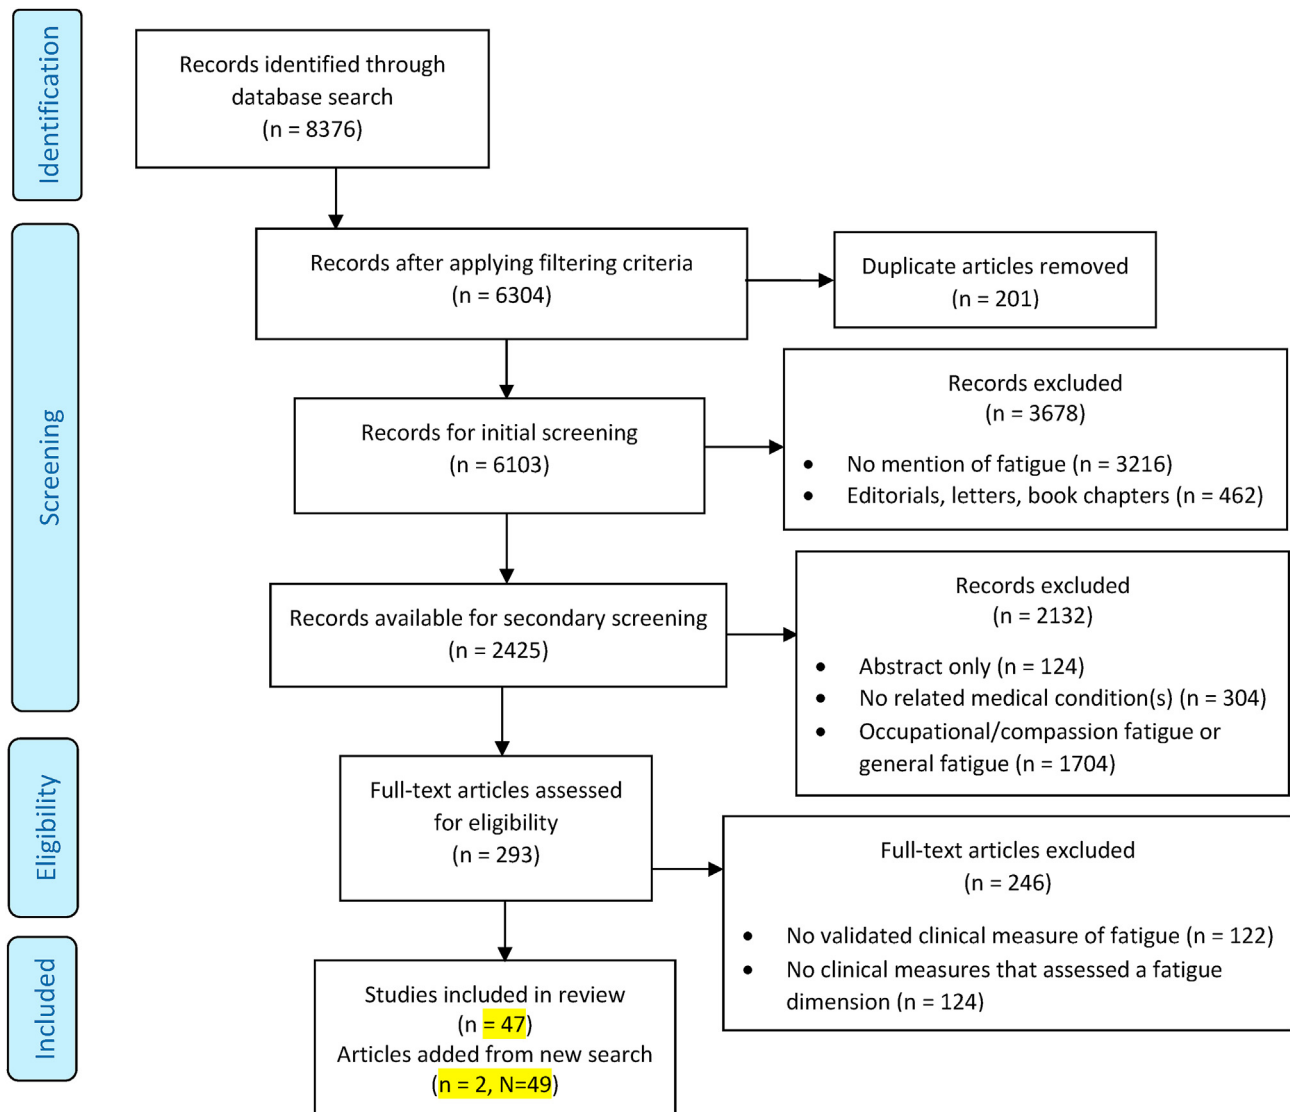 Identification
Records identified through
database search
(n = 8376)
Screening
Records after applying filtering criteria
(n = 6304)
Duplicate articles removed
(n = 201)
Records for initial screening
(n = 6103)
Records excluded
(n = 3678)
• No mention of fatigue (n = 3216)
• Editorials, letters, book chapters (n = 462)
Records available for secondary screening
(n = 2425)
Records excluded
(n = 2132)
• Abstract only (n = 124)
• No related medical condition(s) (n = 304)
• Occupational/compassion fatigue or
general fatigue (n = 1704)
Eligibility
Full-text articles assessed
for eligibility
(n = 293)
Full-text articles excluded
(n = 246)
• No validated clinical measure of fatigue (n = 122)
• No clinical measures that assessed a fatigue
dimension (n = 124)
Included
Studies included in review
(n = 47)
Articles added from new search
(n = 2, N=49)